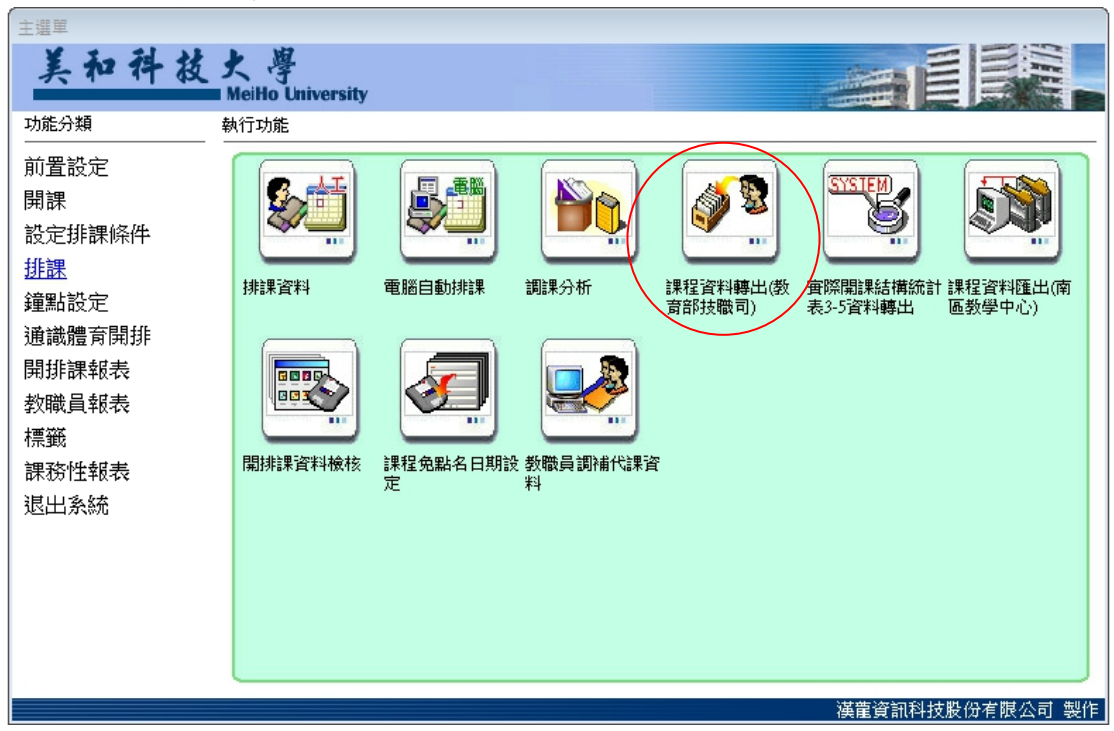 主選單
美和科技大學
MeiHo University
功能分類
執行功能
前置設定
開課
設定排課條件
排課
鐘點設定
通識體育開排
開排課報表
教職員報表
標籤
課務性報表
退出系統
人工
電腦
SYSTEM
排課資料
電腦自動排課
調課分析
課程資料轉出(教
育部技職司)
實際開課結構統計
表3-5資料轉出
課程資料匯出(南
區教學中心)
開排課資料檢核
課程免點名日期設
定
教職員調補代課資
料
漢龍資訊科技股份有限公司 製作